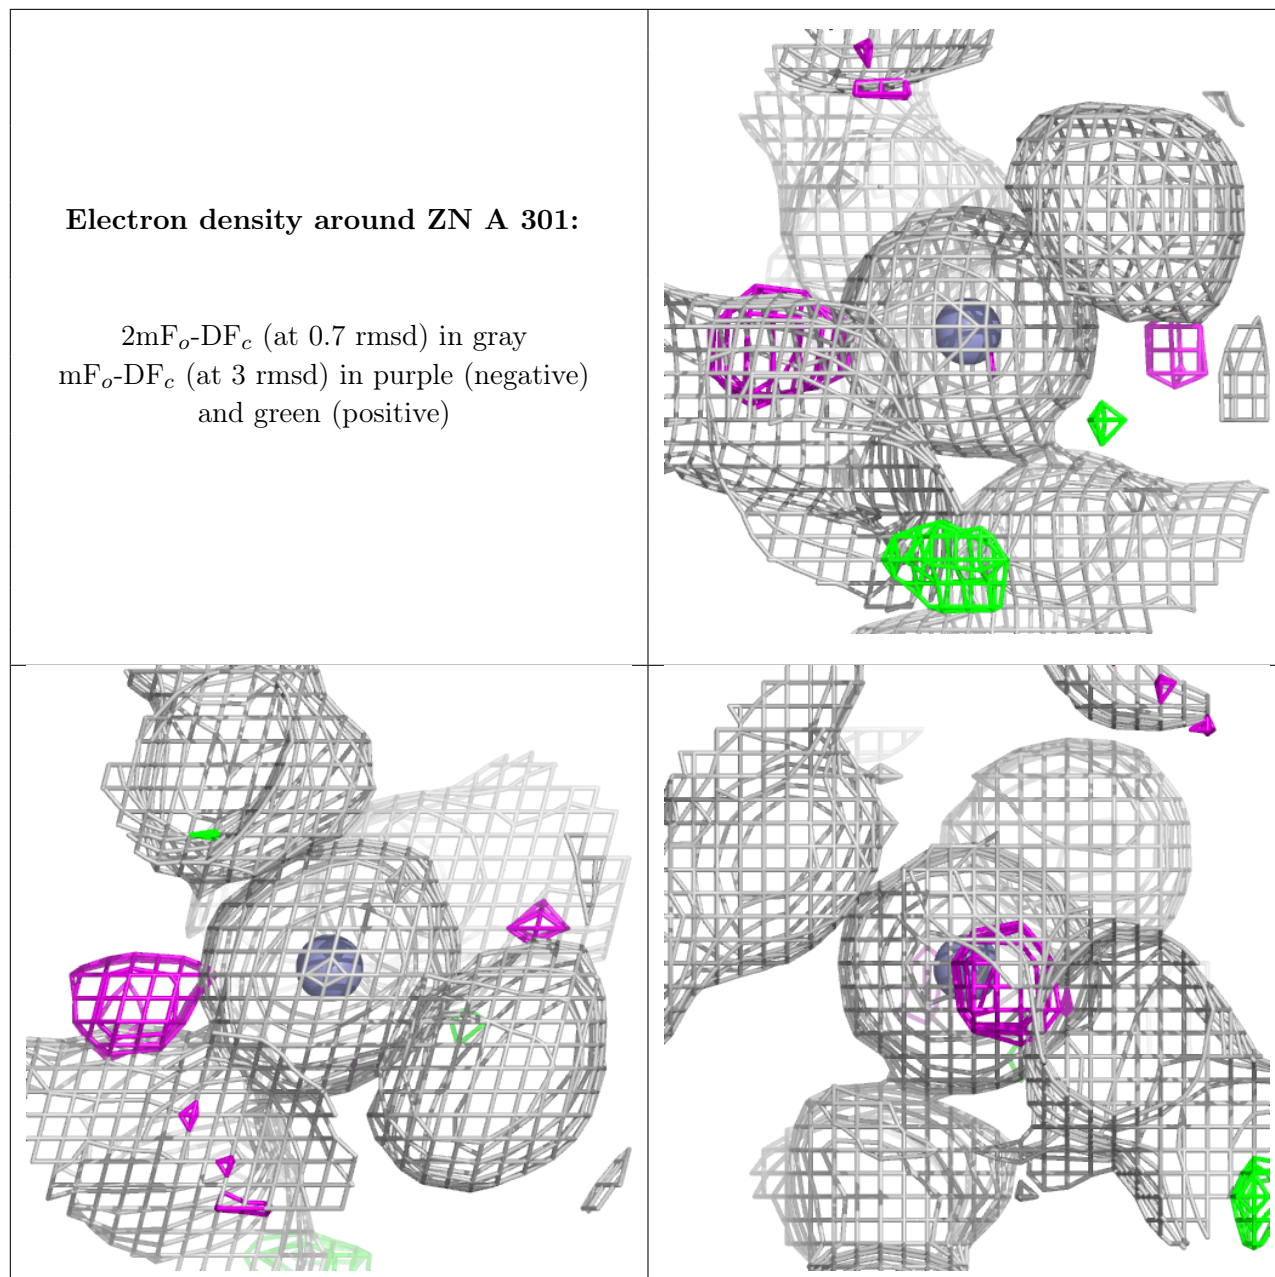 Electron density around ZN A 301:
2mFo-DFc (at 0.7 rmsd) in gray
mFo-DFc (at 3 rmsd) in purple (negative)
and green (positive)